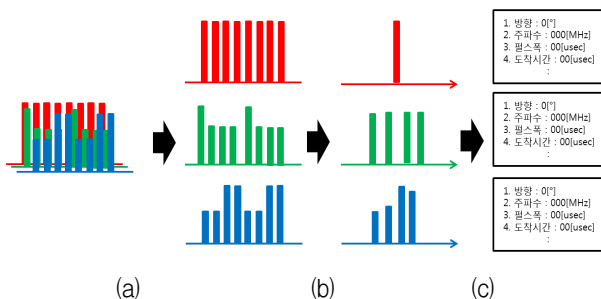 1. 방향 : 0[°]
2. 주파수 : 000[MHz]
3. 펄스폭 : 00[usec]
4. 도착시간 : 00[usec]
:
1. 방향 : 0[°]
2. 주파수 : 000[MHz]
3. 펄스폭 : 00[usec]
4. 도착시간 : 00[usec]
:
1. 방향 : 0[°]
2. 주파수 : 000[MHz]
3. 펄스폭 : 00[usec]
4. 도착시간 : 00[usec]
:
(a) (b) (c)